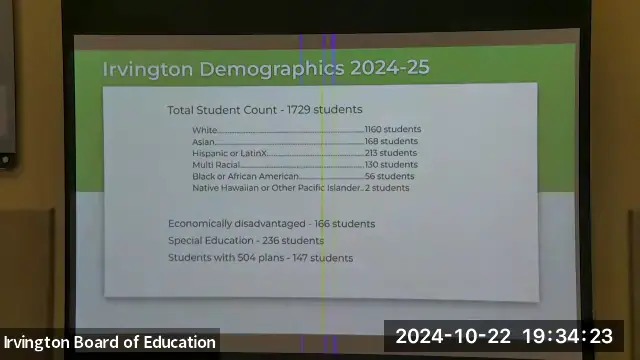 Irvington Demographics 2024-25
Total Student Count - 1729 students
White..............................1160 students
Asian..............................168 students
Hispanic or LatinX..............................213 students
Multi Racial..............................130 students
Black or African American....................56 students
Native Hawaiian or Other Pacific Islander..2 students
Economically disadvantaged - 166 students
Special Education - 236 students
Students with 504 plans - 147 students
Irvington Board of Education
2024-10-22 19:34:23